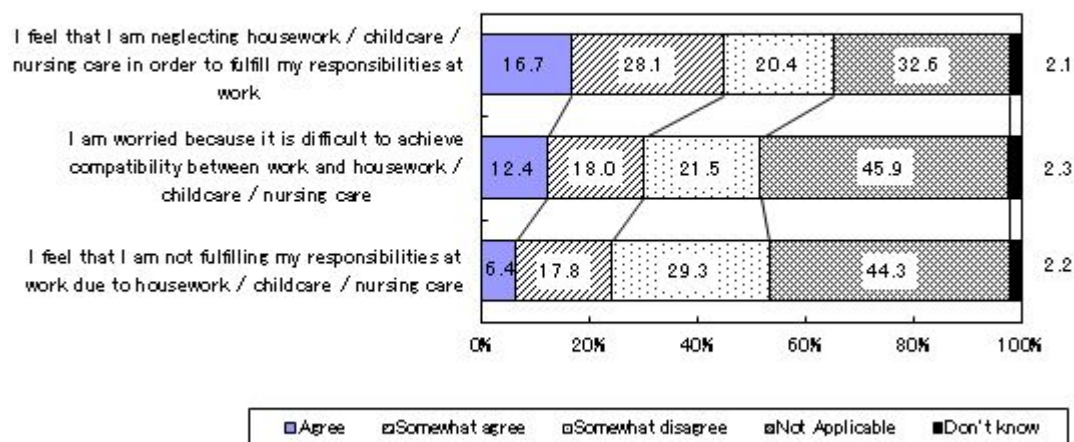 I feel that I am neglecting housework / childcare /
nursing care in order to fulfill my responsibilities at
work
16.7 28.1 20.4 32.6 2.1
I am worried because it is difficult to achieve
compatibility between work and housework /
childcare / nursing care
12.4 18.0 21.5 45.9 2.3
I feel that I am not fulfilling my responsibilities at
work due to housework / childcare / nursing care
6.4 17.8 29.3 44.3 2.2
0% 20% 40% 60% 80% 100%
Agree Somewhat agree Somewhat disagree Not Applicable Don't know